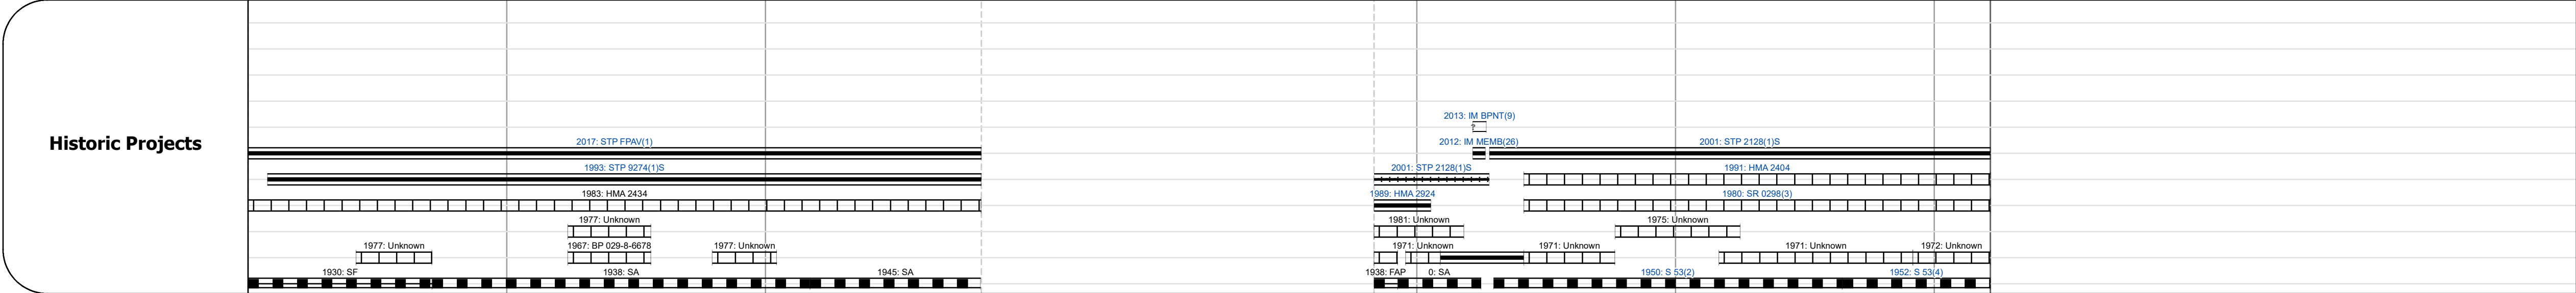 2013: IM BPNT(9)
2017: STP FPAV(1) 2012: IM MEMB(26) 2001: STP 2128(1)S
Historic Projects
1993: STP 9274(1)S 2001: STP 2128(1)S 1991: HMA 2404
1983: HMA 2434 1989: HMA 2924 1980: SR 0298(3)
1977: Unknown 1981: Unknown 1975: Unknown
1977: Unknown 1967: BP 029-8-6678 1977: Unknown 1971: Unknown 1971: Unknown 1971: Unknown 1972: Unknown
1930: SF 1938: SA 1945: SA 1938: FAP 0: SA 1950: S 53(2) 1952: S 53(4)